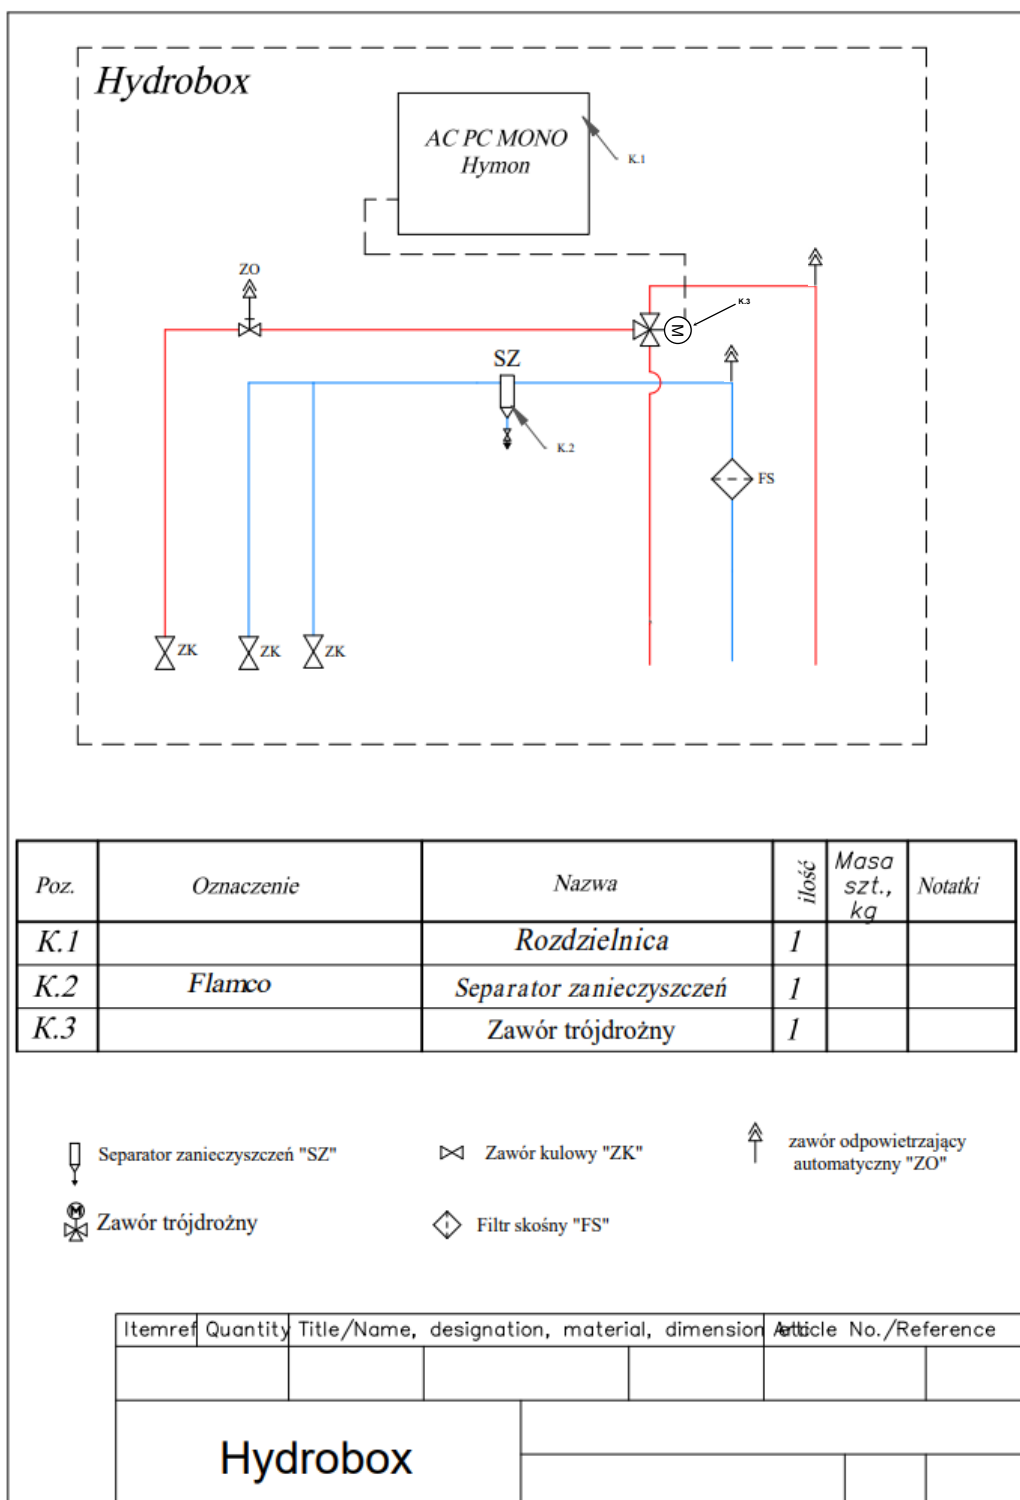 Hydrobox
AC PC MONO
Hymon
K.1
ZO
K.3
M
SZ
K.2
FS
ZK
ZK
ZK
Poz.
Oznaczenie
Nazwa
ilość
Masa
szt.,
kg
Notatki
K.1
Rozdzielnica
1
K.2
Flamco
Separator zanieczyszczeń
1
K.3
Zawór trójdrożny
1
Separator zanieczyszczeń "SZ"
Zawór kulowy "ZK"
zawór odpowietrzający
automatyczny "ZO"
M
Zawór trójdrożny
Filtr skośny "FS"
Itemref
Quantity
Title/Name, designation, material, dimension etc
Article No./Reference
Hydrobox